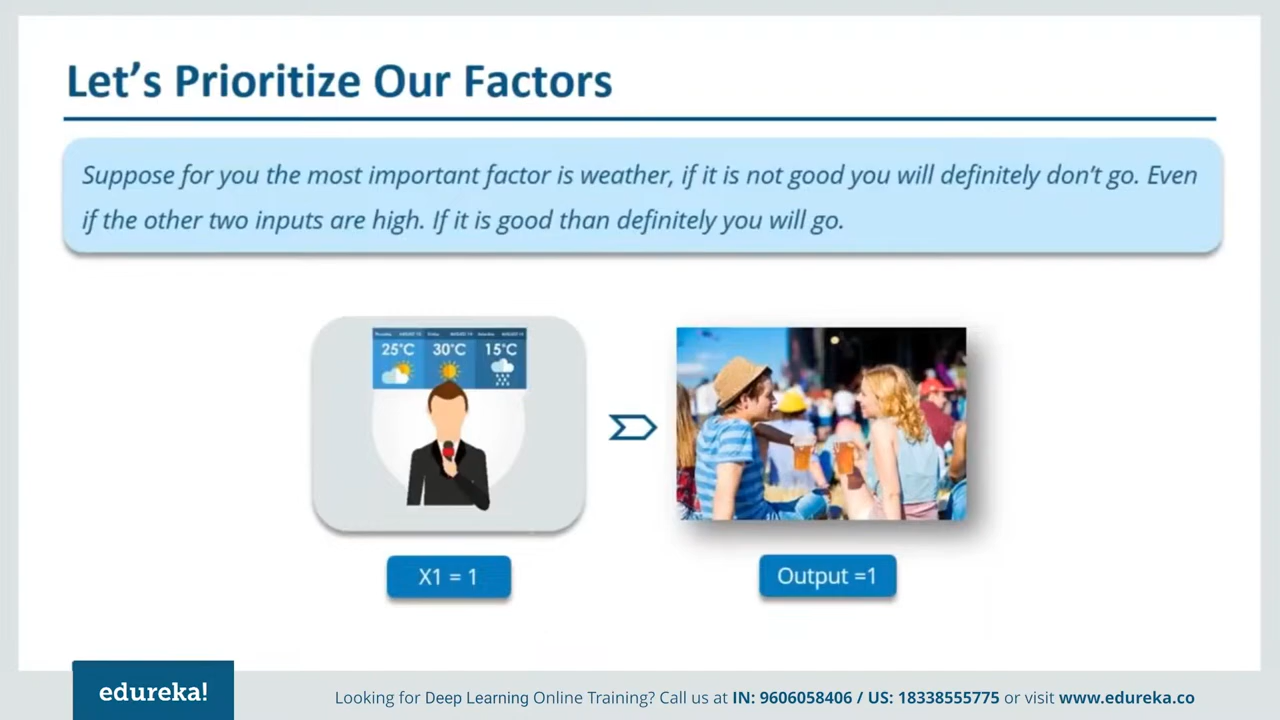 Let's Prioritize Our Factors
Suppose for you the most important factor is weather, if it is not good you will definitely don't go. Even
if the other two inputs are high. If it is good than definitely you will go.
25°C 30°C 15°C
X1 = 1
Output =1
edureka!
Looking for Deep Learning Online Training? Call us at IN: 9606058406 / US: 18338555775 or visit www.edureka.co